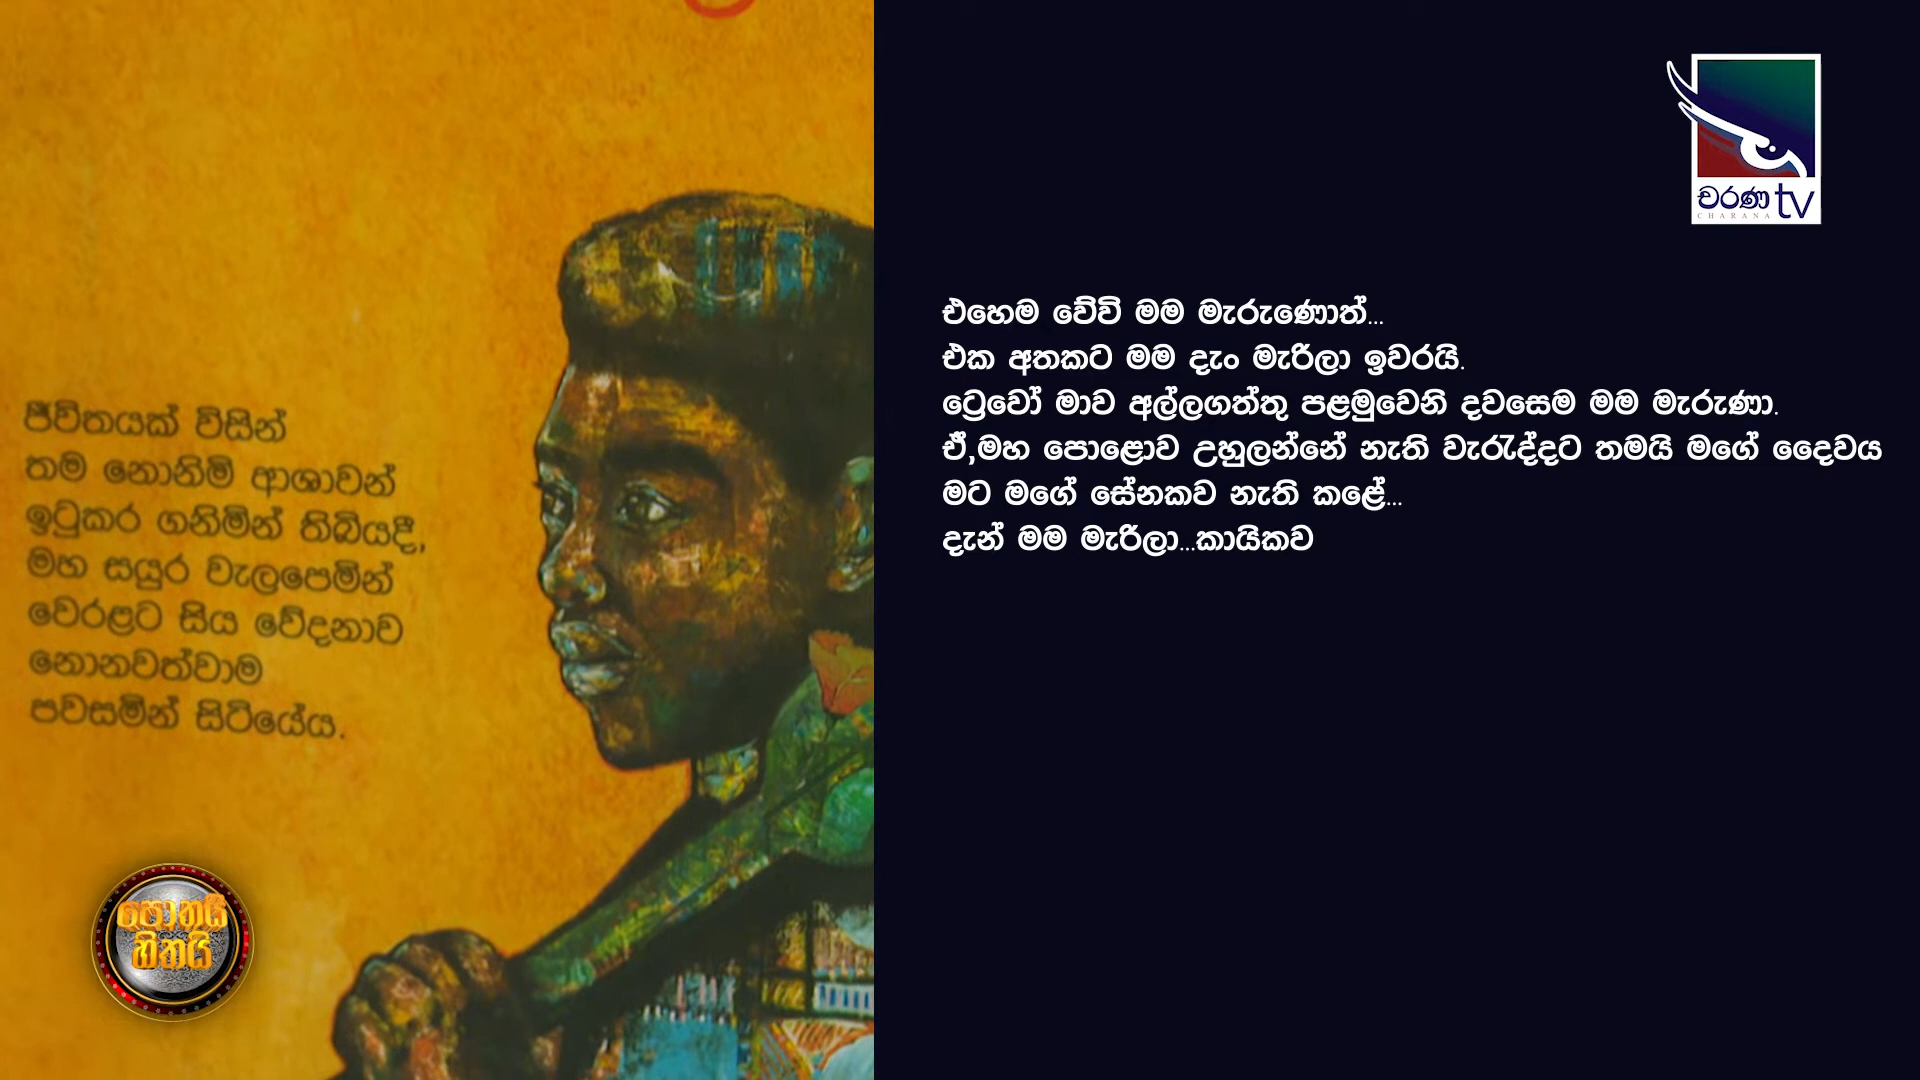 ජීවිතයක් විසින්
තම නොනිමි ආශාවන්
ඉටුකර ගනිමින් තිබියදී,
මහ සයුර වැලපෙමින්
වෙරළට සිය වේදනාව
නොනවත්වාම
පවසමින් සිටියේය.
පොතයි
හිතයි
චරණ tv
CHARANA
එහෙම වේවි මම මැරුණොත්...
එක අතකට මම දැං මැරිලා ඉවරයි.
ට්‍රෙවෝ මාව අල්ලගත්තු පළමුවෙනි දවසෙම මම මැරුණා.
ඒ,මහ පොළොව උහුලන්නේ නැති වැරැද්දට තමයි මගේ දෛවය
මට මගේ සේනකව නැති කළේ...
දැන් මම මැරිලා...කායිකව